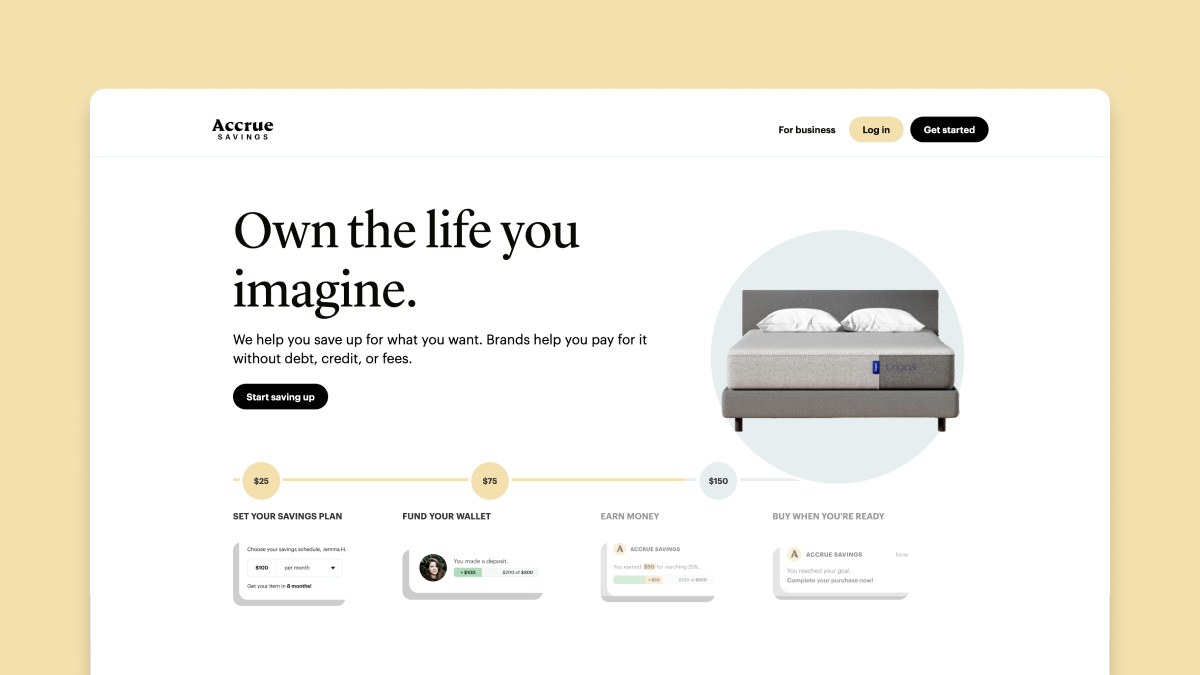 Accrue
SAVINGS
For business
Log in
Get started
Own the life you
imagine.
We help you save up for what you want. Brands help you pay for it
without debt, credit, or fees.
Start saving up
$25
$75
$150
SET YOUR SAVINGS PLAN
FUND YOUR WALLET
EARN MONEY
BUY WHEN YOU'RE READY
Choose your savings schedule, Jemma H.
$100
per month
Get your item in 8 months!
You made a deposit.
+ $100
$200 of $800
A
ACCRUE SAVINGS
You earned $50 for reaching 25%.
+ $50
$200 of $800
A
ACCRUE SAVINGS
Now
You reached your goal.
Complete your purchase now!